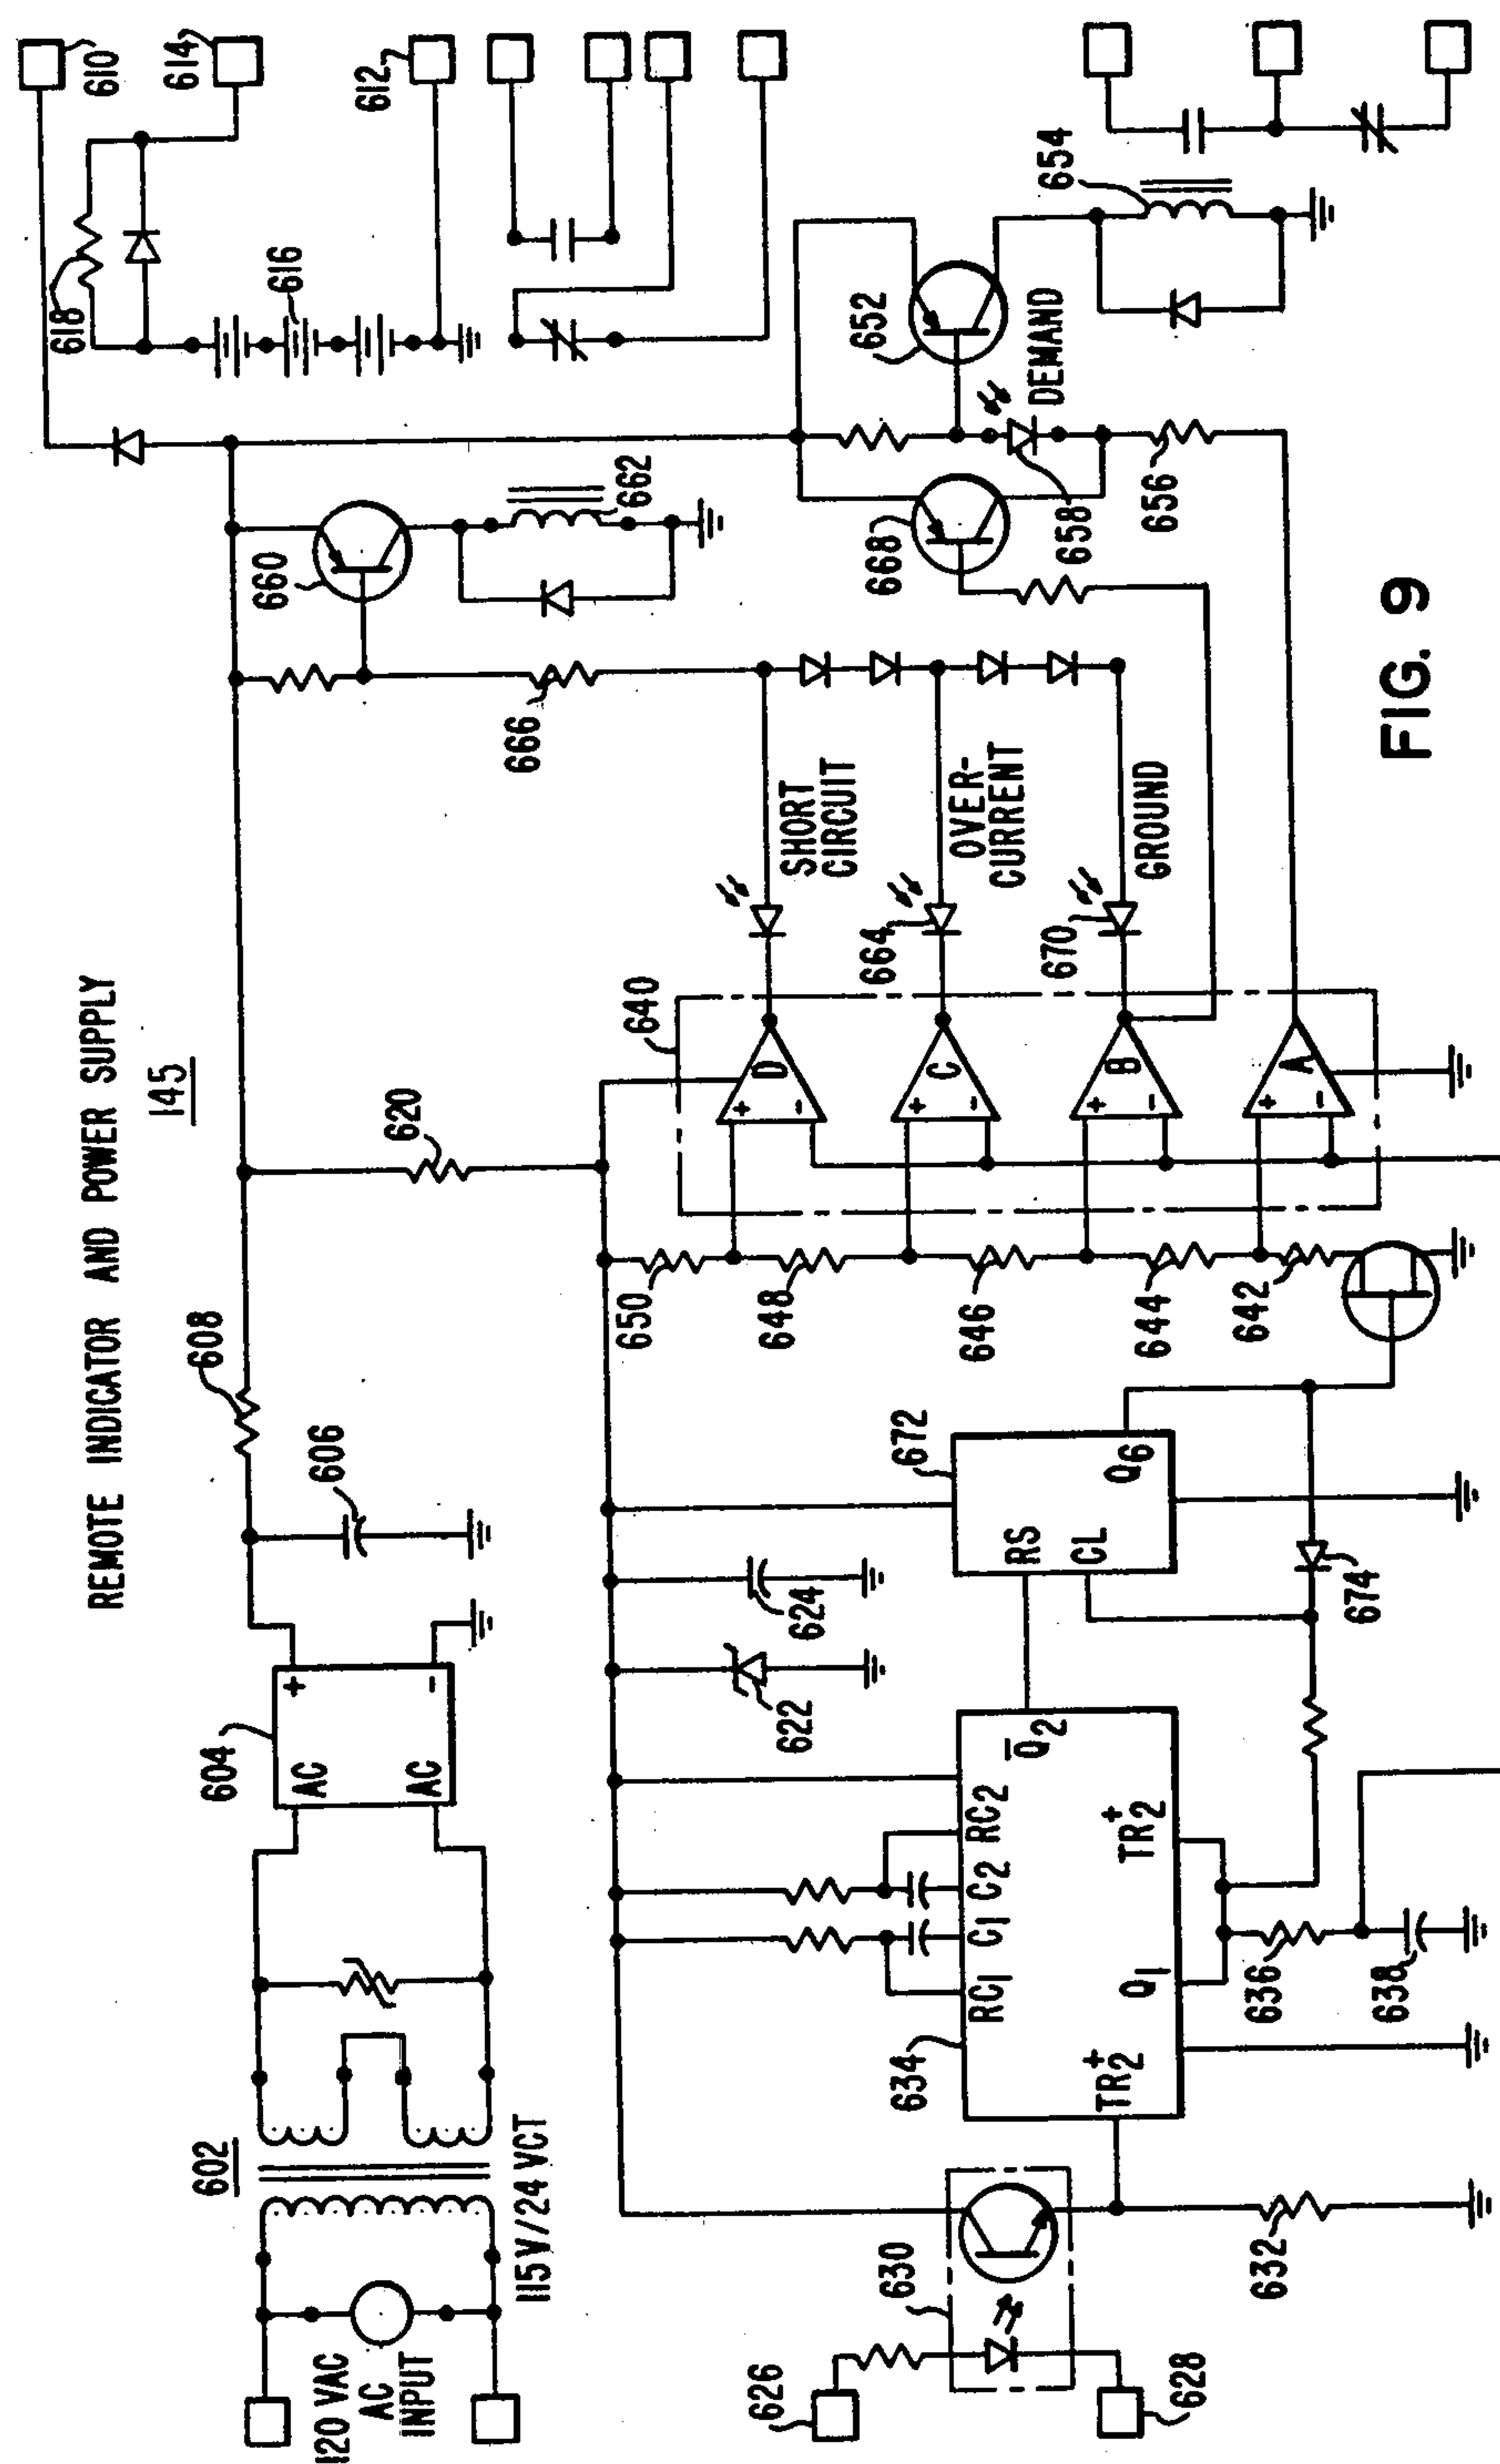 REMOTE INDICATOR AND POWER SUPPLY
145
602
604
608
606
610
614
618
616
612
120 VAC
AC
INPUT
115V/24 VCT
AC
AC
+
-
620
660
662
666
652
654
DEMAND
668
658
656
SHORT
CIRCUIT
664
OVER-
CURRENT
670
GROUND
640
D
+
-
C
+
-
B
+
-
A
+
-
650
648
646
644
642
622
624
672
RS
CL
Q6
674
634
RC1
C1
C2
RC2
Q̅2
TR2+
Q1
TR2+
636
638
626
628
630
632
FIG. 9